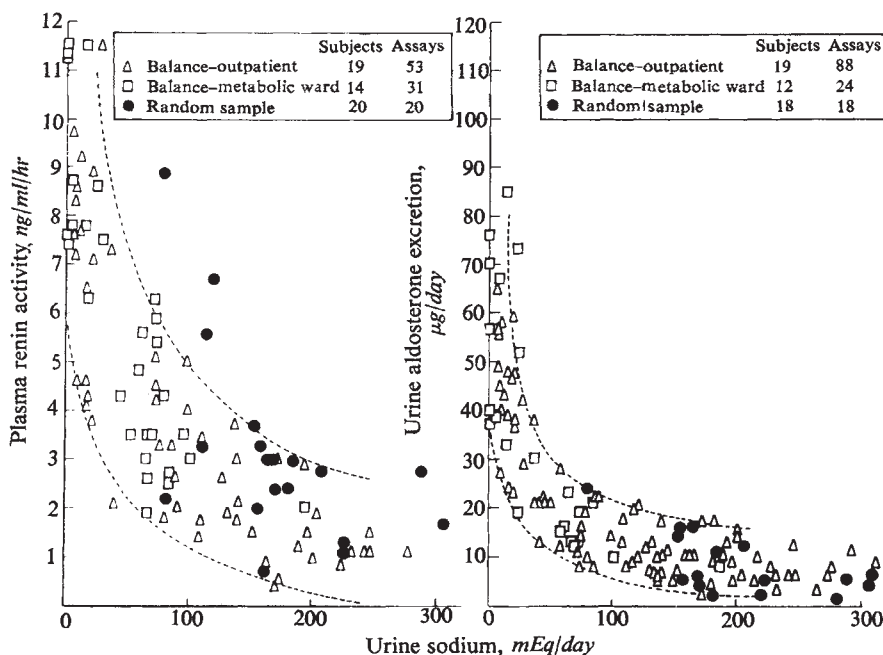 12
11
10
9
8
7
6
5
4
3
2
1
Plasma renin activity, ng/ml/hr
Subjects Assays
△ Balance–outpatient 19 53
□ Balance–metabolic ward 14 31
● Random sample 20 20
0 100 200 300
120
110
100
90
80
70
60
50
40
30
20
10
Urine aldosterone excretion,
μg/day
Subjects Assays
△ Balance–outpatient 19 88
□ Balance–metabolic ward 12 24
● Random sample 18 18
0 100 200 300
Urine sodium, mEq/day